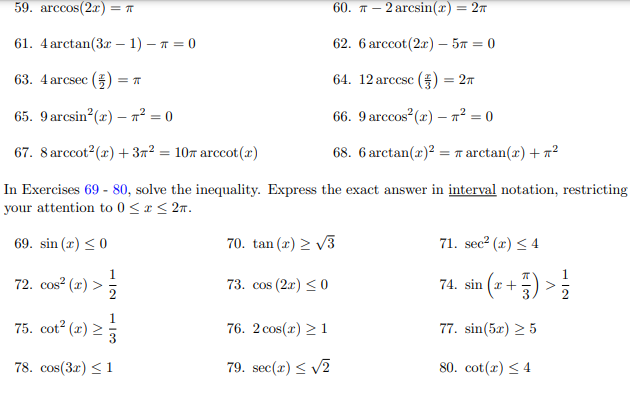 59. arccos(2x) = π 60. π − 2 arcsin(x) = 2π
61. 4 arctan(3x − 1) − π = 0 62. 6 arccot(2x) − 5π = 0
63. 4 arcsec (x/2) = π 64. 12 arccsc (x/3) = 2π
65. 9 arcsin²(x) − π² = 0 66. 9 arccos²(x) − π² = 0
67. 8 arccot²(x) + 3π² = 10π arccot(x) 68. 6 arctan(x)² = π arctan(x) + π²
In Exercises 69 - 80, solve the inequality. Express the exact answer in interval notation, restricting
your attention to 0 ≤ x ≤ 2π.
69. sin (x) ≤ 0 70. tan (x) ≥ √3 71. sec² (x) ≤ 4
72. cos² (x) > 1/2 73. cos (2x) ≤ 0 74. sin (x + π/3) > 1/2
75. cot² (x) ≥ 1/3 76. 2 cos(x) ≥ 1 77. sin(5x) ≥ 5
78. cos(3x) ≤ 1 79. sec(x) ≤ √2 80. cot(x) ≤ 4